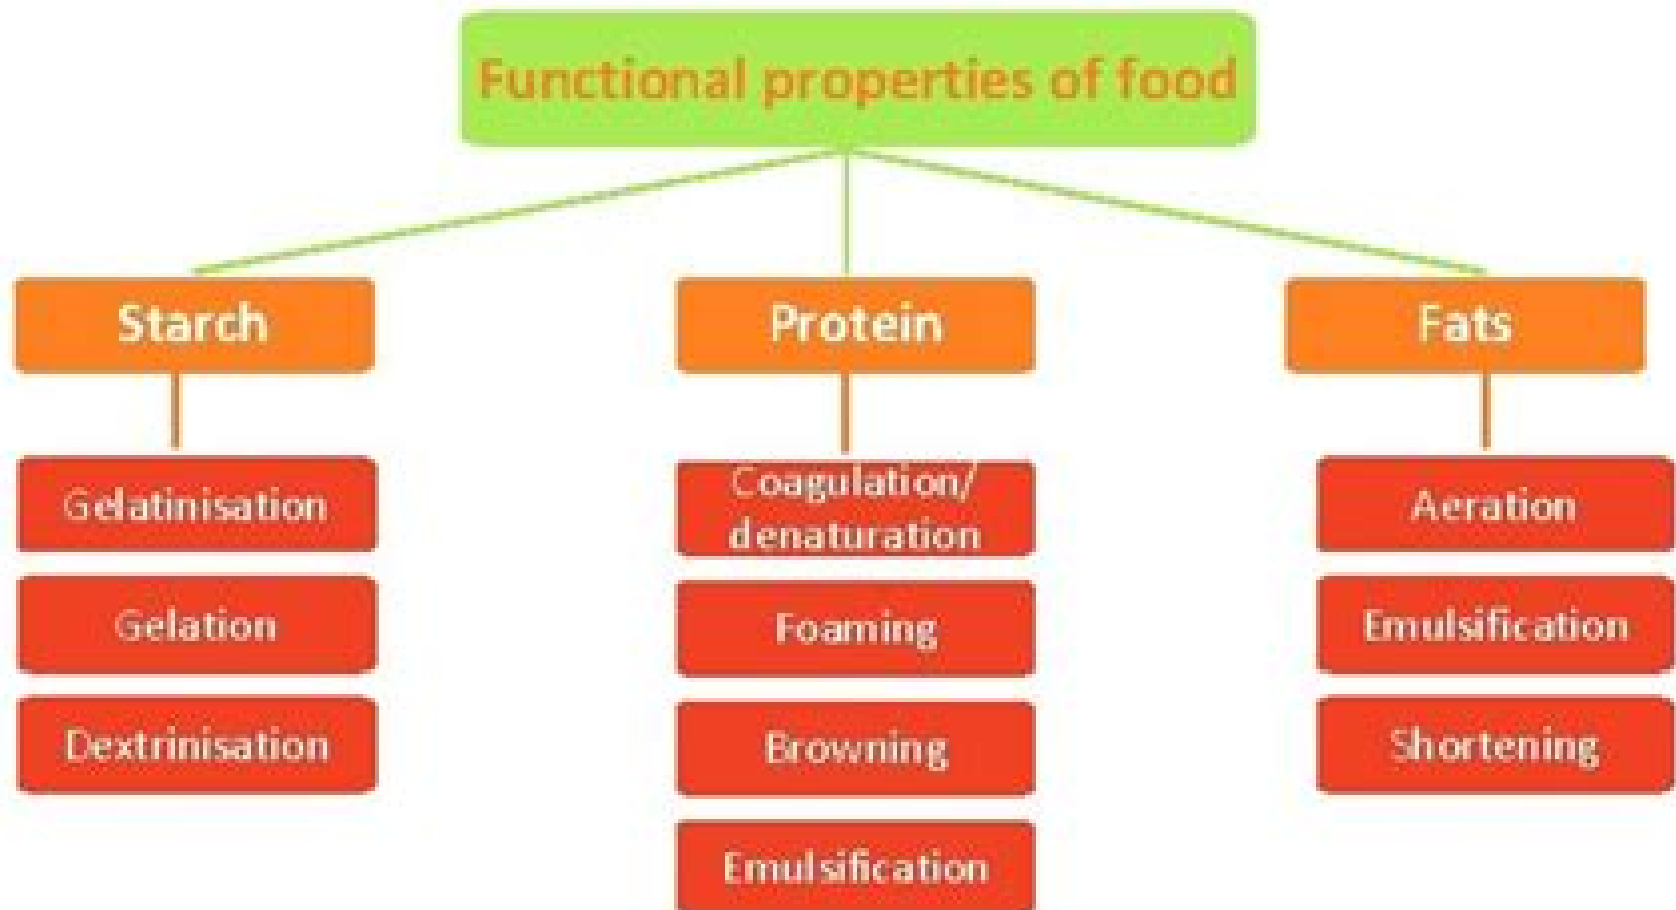 Functional properties of food
Starch
Protein
Fats
Gelatinisation
Gelation
Dextrinisation
Coagulation/
denaturation
Foaming
Browning
Emulsification
Aeration
Emulsification
Shortening